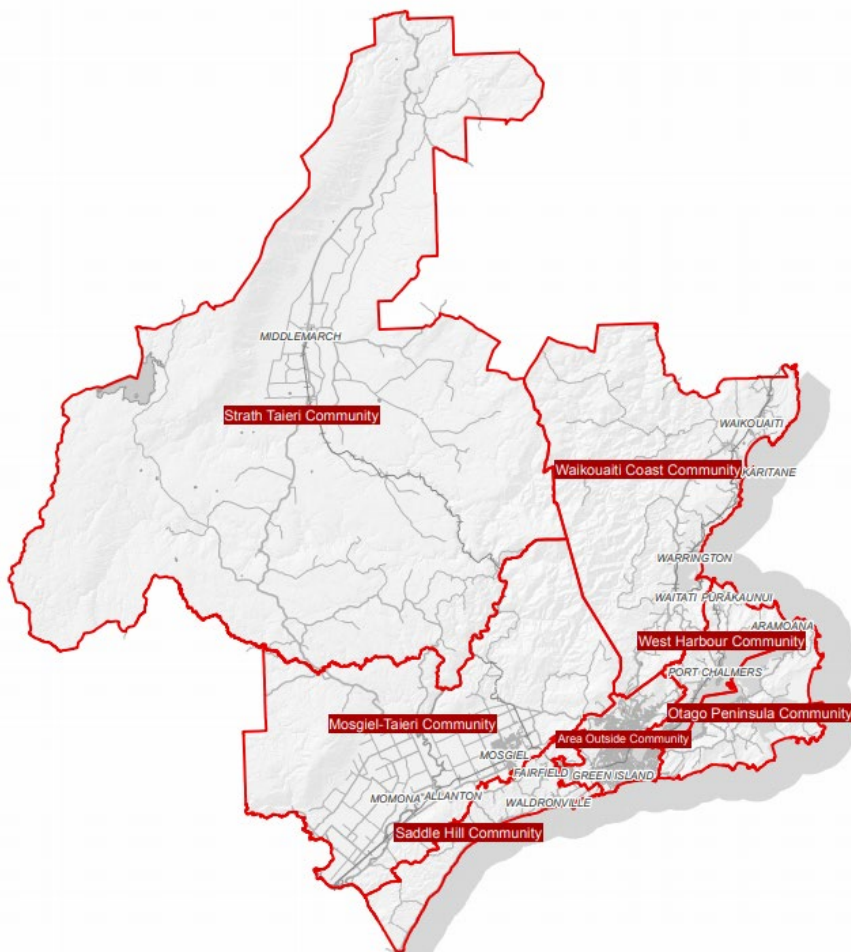 MIDDLEMARCH
Strath Taieri Community
WAIKOUAITI
Waikouaiti Coast Community
KĀRITANE
WARRINGTON
WAITATI
PŪRĀKAUNUI
ARAMOANA
West Harbour Community
PORT CHALMERS
Otago Peninsula Community
Mosgiel-Taieri Community
Area Outside Community
MOSGIEL
FAIRFIELD
GREEN ISLAND
MOMONA
ALLANTON
WALDRONVILLE
Saddle Hill Community